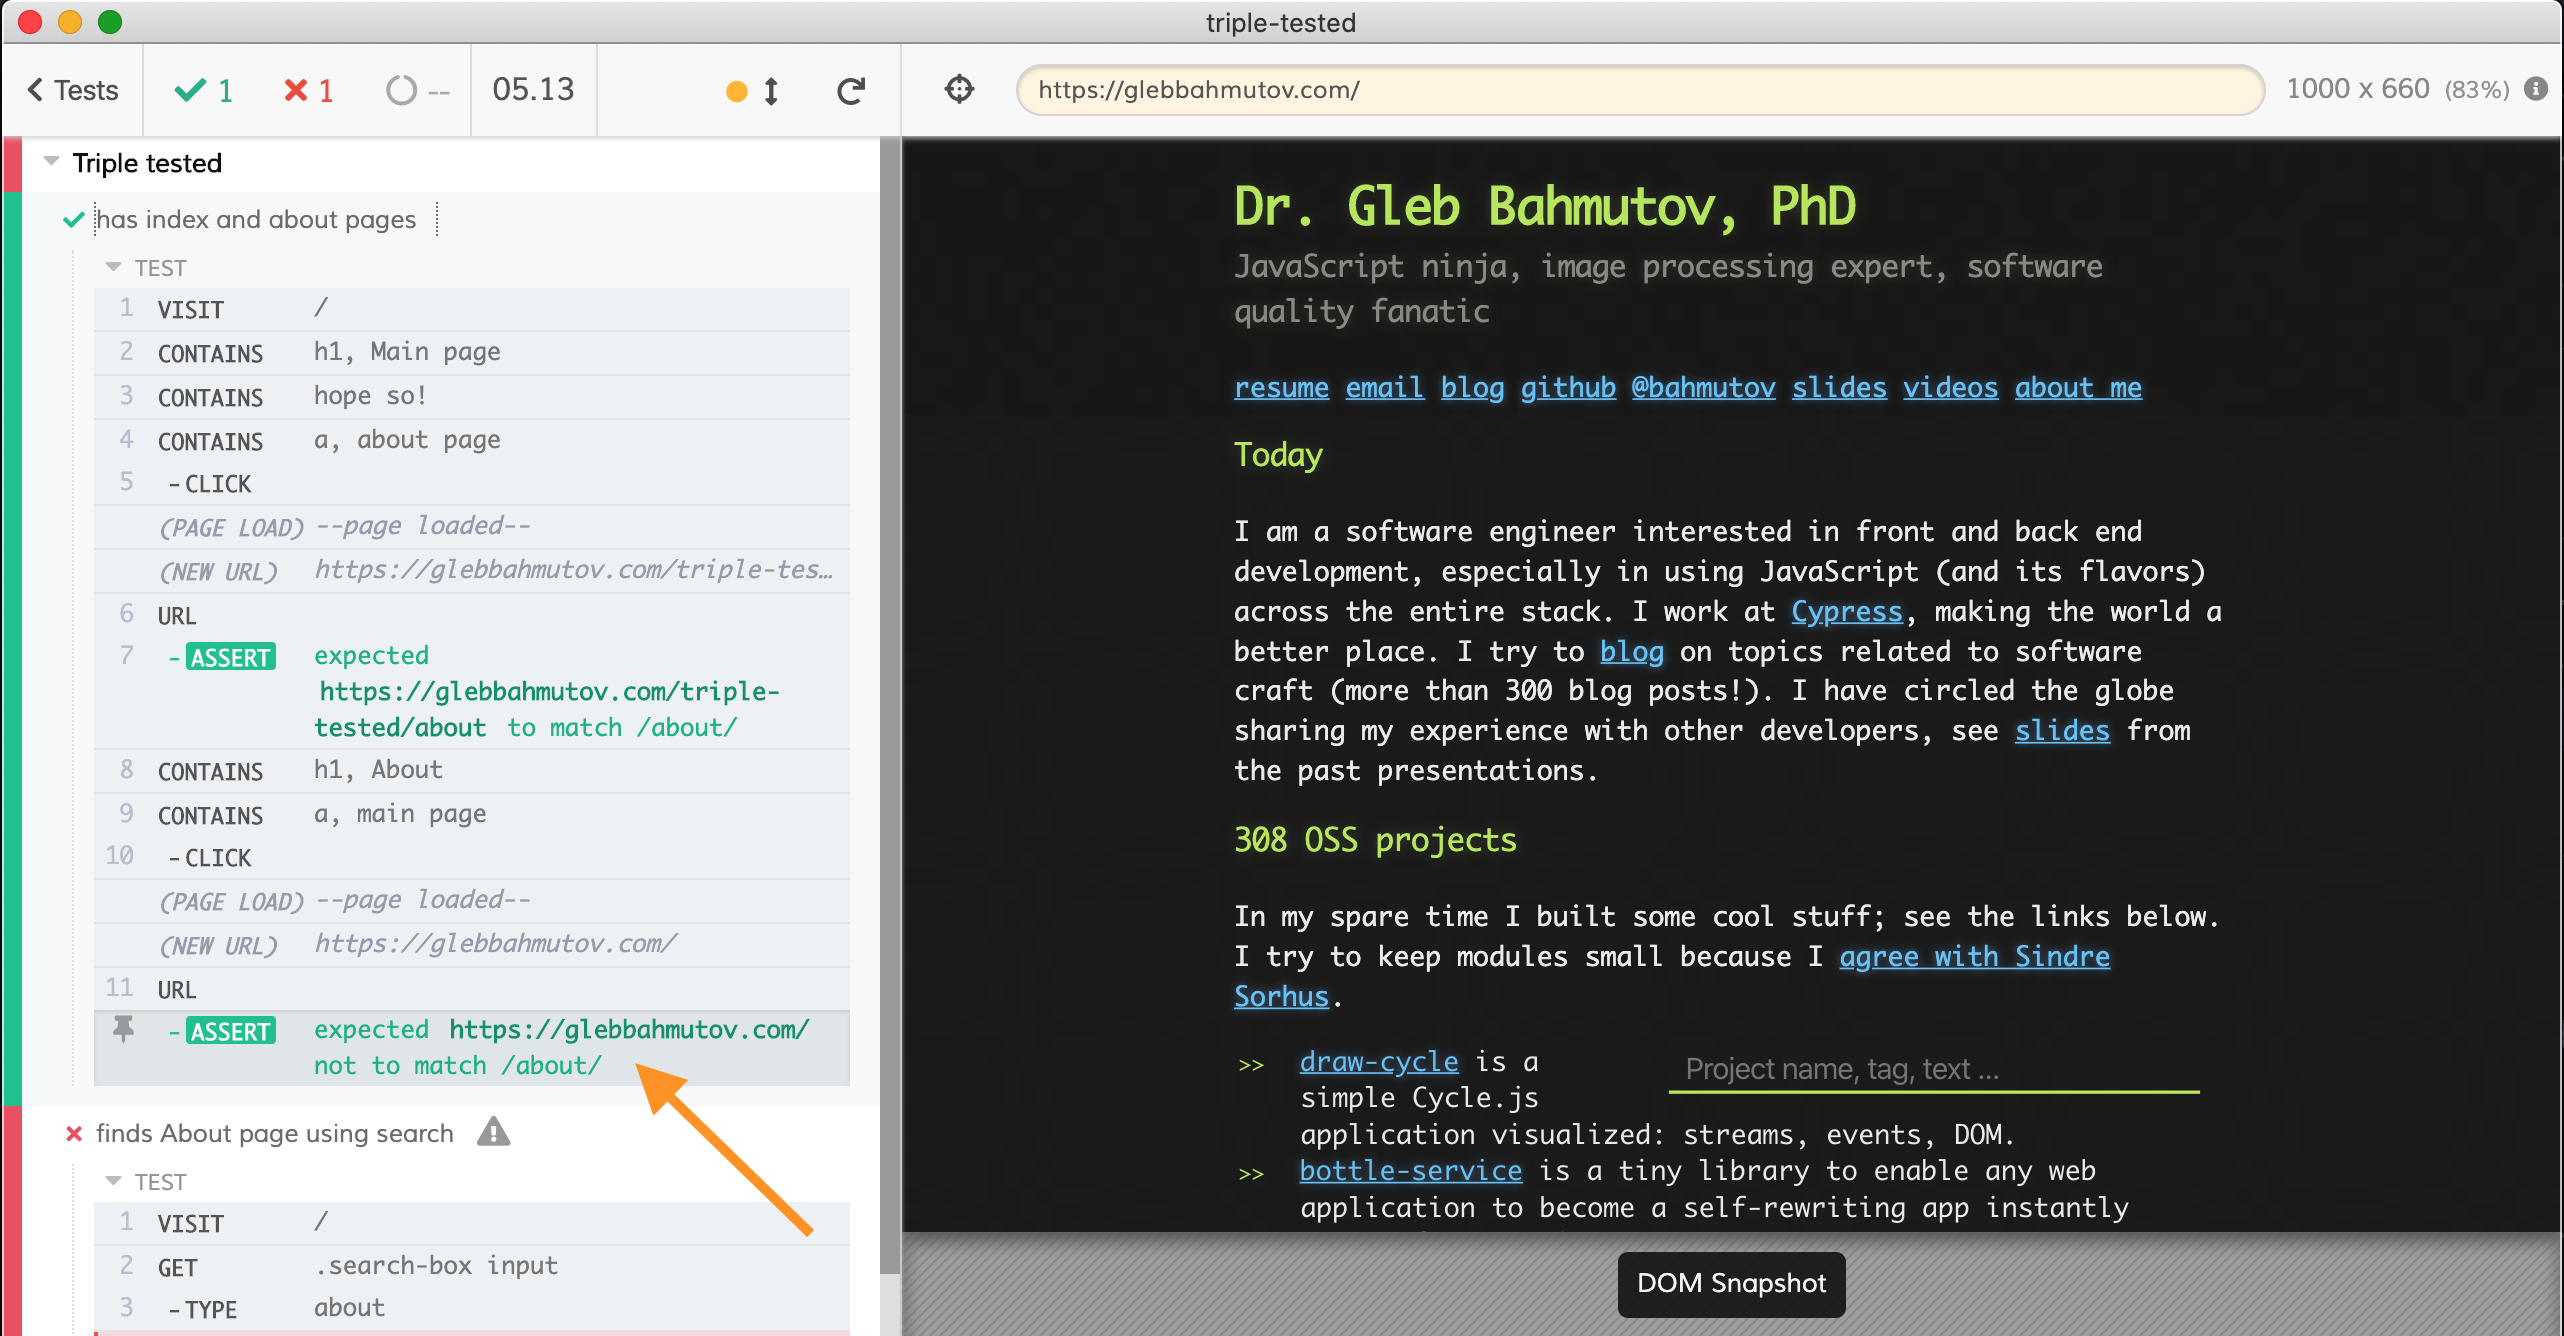 triple-tested
Tests
1
1
--
05.13
https://glebbahmutov.com/
1000 x 660 (83%)
Triple tested
has index and about pages
TEST
1 VISIT /
2 CONTAINS h1, Main page
3 CONTAINS hope so!
4 CONTAINS a, about page
5 -CLICK
(PAGE LOAD) --page loaded--
(NEW URL) https://glebbahmutov.com/triple-tes…
6 URL
7 -ASSERT expected
https://glebbahmutov.com/triple-
tested/about to match /about/
8 CONTAINS h1, About
9 CONTAINS a, main page
10 -CLICK
(PAGE LOAD) --page loaded--
(NEW URL) https://glebbahmutov.com/
11 URL
-ASSERT expected https://glebbahmutov.com/
not to match /about/
finds About page using search
TEST
1 VISIT /
2 GET .search-box input
3 -TYPE about
Dr. Gleb Bahmutov, PhD
JavaScript ninja, image processing expert, software
quality fanatic
resume email blog github @bahmutov slides videos about me
Today
I am a software engineer interested in front and back end
development, especially in using JavaScript (and its flavors)
across the entire stack. I work at Cypress, making the world a
better place. I try to blog on topics related to software
craft (more than 300 blog posts!). I have circled the globe
sharing my experience with other developers, see slides from
the past presentations.
308 OSS projects
In my spare time I built some cool stuff; see the links below.
I try to keep modules small because I agree with Sindre
Sorhus.
Project name, tag, text ...
>> draw-cycle is a
simple Cycle.js
application visualized: streams, events, DOM.
>> bottle-service is a tiny library to enable any web
application to become a self-rewriting app instantly
DOM Snapshot